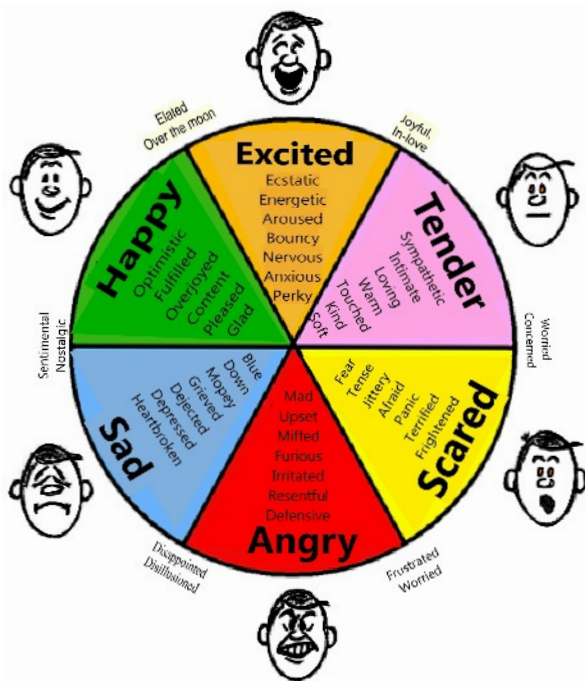 Elated
Over the moon
Joyful,
In-love
Excited
Ecstatic
Energetic
Aroused
Bouncy
Nervous
Anxious
Perky
Happy
Optimistic
Fulfilled
Overjoyed
Content
Pleased
Glad
Tender
Sympathetic
Intimate
Loving
Warm
Touched
Kind
Soft
Sentimental
Nostalgic
Worried
Concerned
Sad
Blue
Down
Mopey
Grieved
Dejected
Depressed
Heartbroken
Mad
Upset
Miffed
Furious
Irritated
Resentful
Defensive
Angry
Fear
Tense
Jittery
Afraid
Panic
Terrified
Frightened
Scared
Disappointed
Disillusioned
Frustrated
Worried